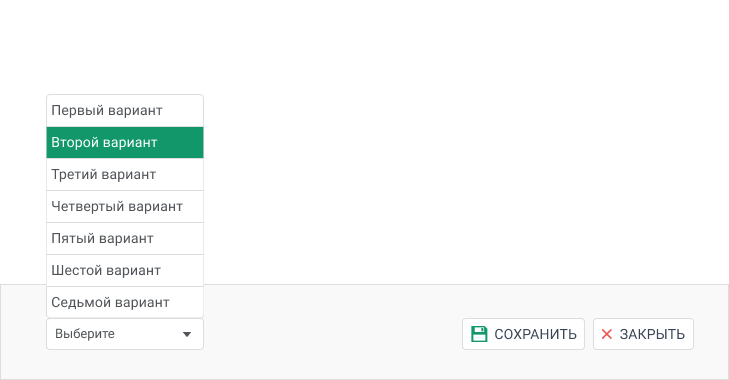 Первый вариант
Второй вариант
Третий вариант
Четвертый вариант
Пятый вариант
Шестой вариант
Седьмой вариант
Выберите
СОХРАНИТЬ
ЗАКРЫТЬ